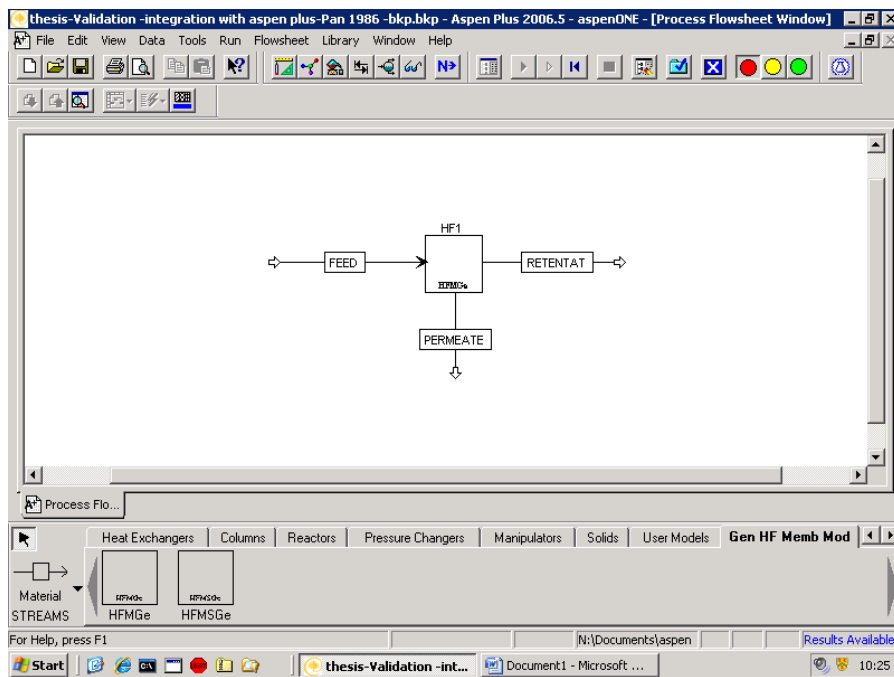 thesis-Validation -integration with aspen plus-Pan 1986 -bkp.bkp - Aspen Plus 2006.5 - aspenONE - [Process Flowsheet Window]
File Edit View Data Tools Run Flowsheet Library Window Help
N>
HF1
FEED
RETENTAT
HFMGe
PERMEATE
Process Flo...
Heat Exchangers Columns Reactors Pressure Changers Manipulators Solids User Models Gen HF Memb Mod
Material
STREAMS
HFMGe HFMSGe
HFMGe HFMSGe
For Help, press F1 N:\Documents\aspen Results Available
Start thesis-Validation -int... Document1 - Microsoft ... 10:25